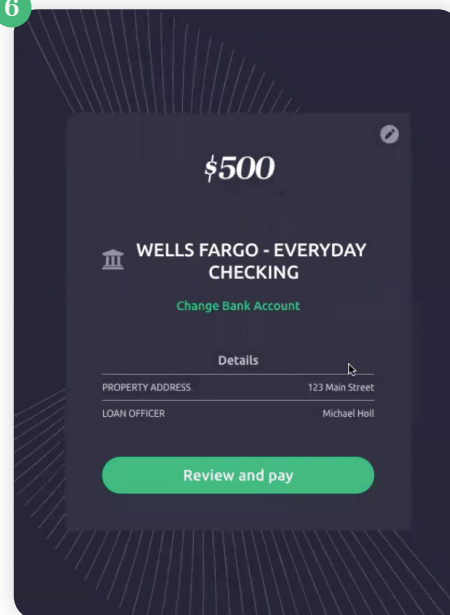 6
$500
WELLS FARGO - EVERYDAY
CHECKING
Change Bank Account
Details
PROPERTY ADDRESS 123 Main Street
LOAN OFFICER Michael Holl
Review and pay